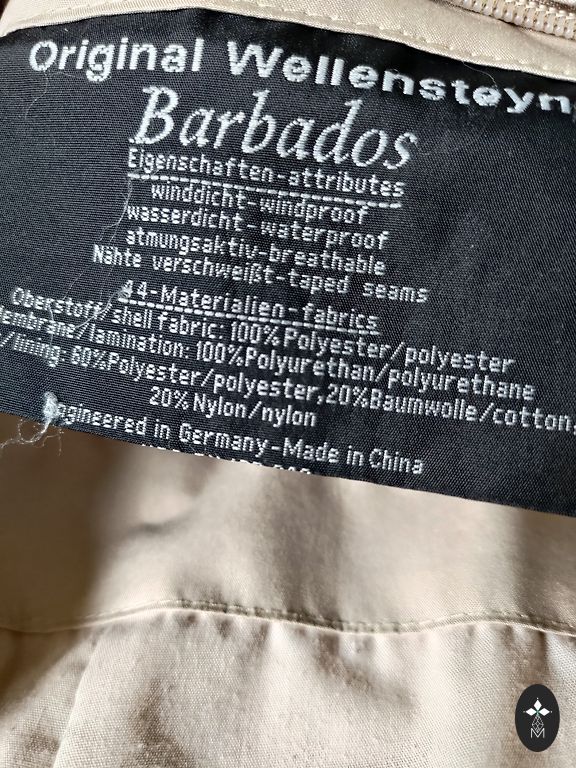 Original Wellensteyn
Barbados
Eigenschaften-attributes
winddicht-windproof
wasserdicht-waterproof
atmungsaktiv-breathable
Nähte verschweißt-taped seams
44-Materialien-fabrics
Oberstoff/shell fabric: 100%Polyester/polyester
Membrane/lamination: 100%Polyurethan/polyurethane
/lining: 60%Polyester/polyester,20%Baumwolle/cotton,
20%Nylon/nylon
Engineered in Germany-Made in China
M